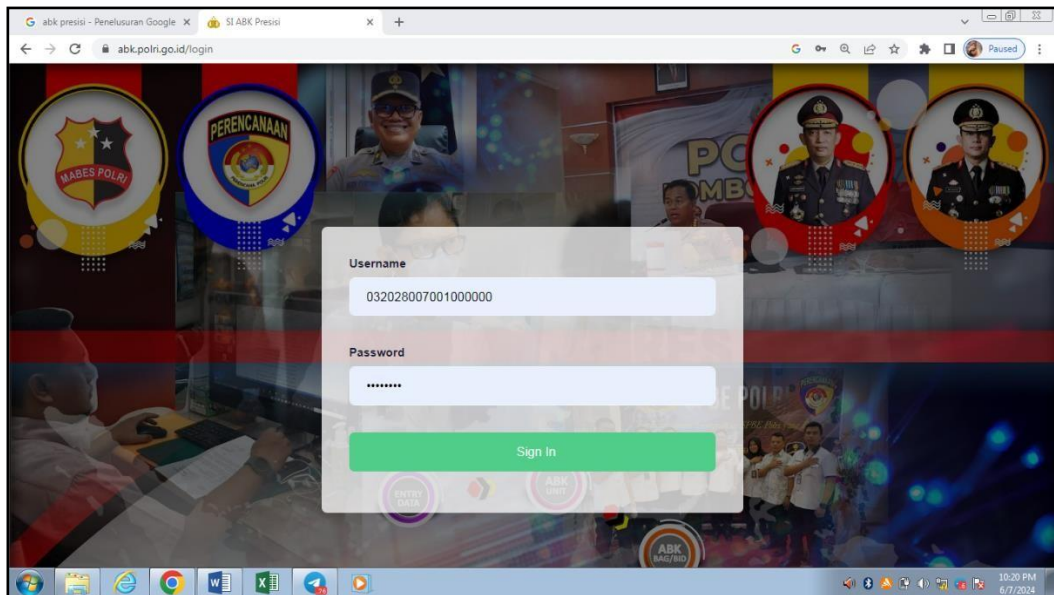 abk presisi - Penelusuran Google
SI ABK Presisi
abk.polri.go.id/login
Paused
MABES POLRI
PERENCANAAN
Username
032028007001000000
Password
••••••••
Sign In
ENTRY
DATA
ABK
UNIT
ABK
BAG/BID
10:20 PM
6/7/2024